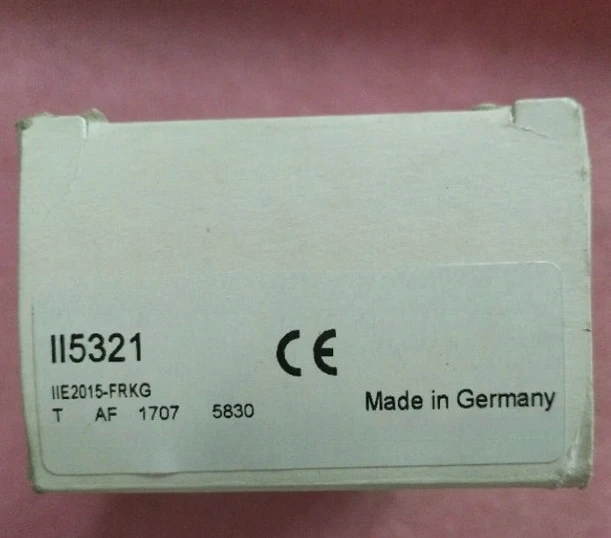 II5321
CE
IIE2015-FRKG
T AF 1707 5830
Made in Germany